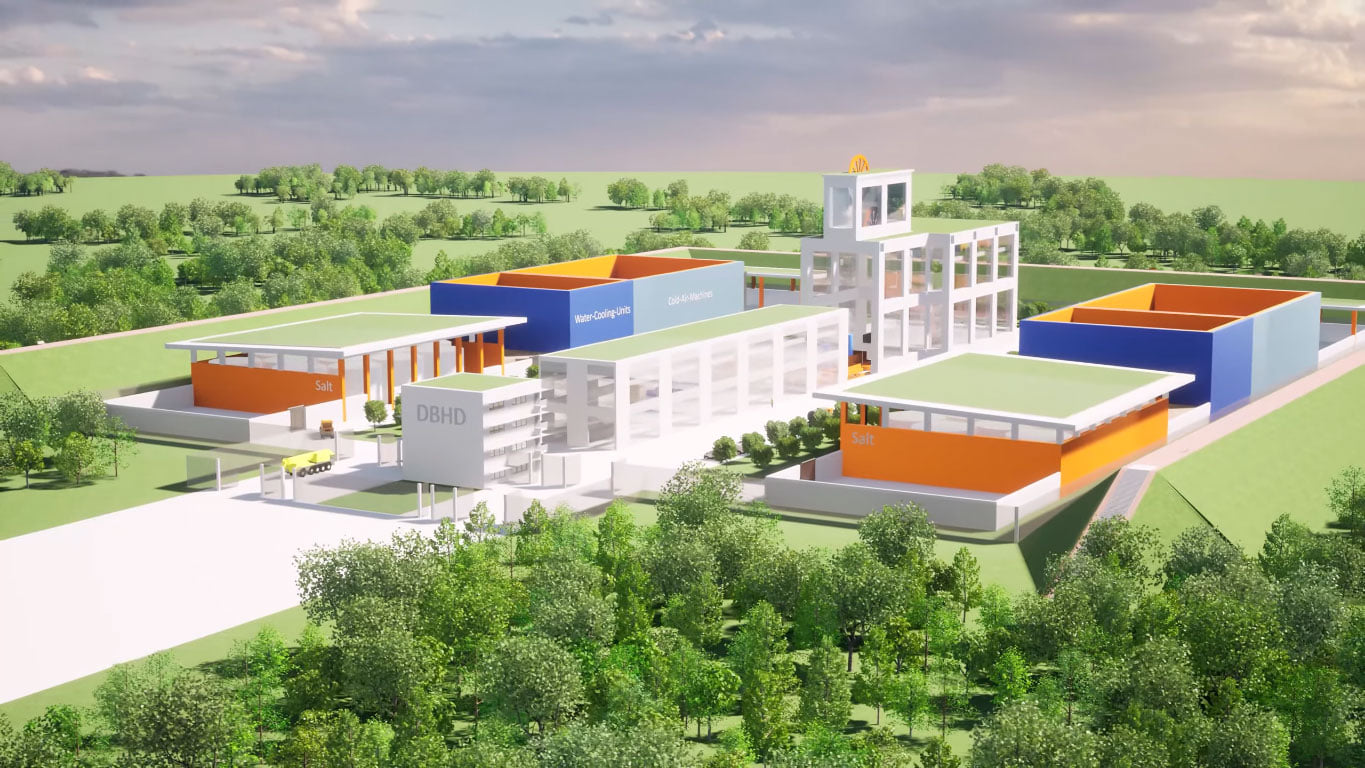 Cold-Air-Machines
Water-Cooling-Units
Salt
DBHD
Salt